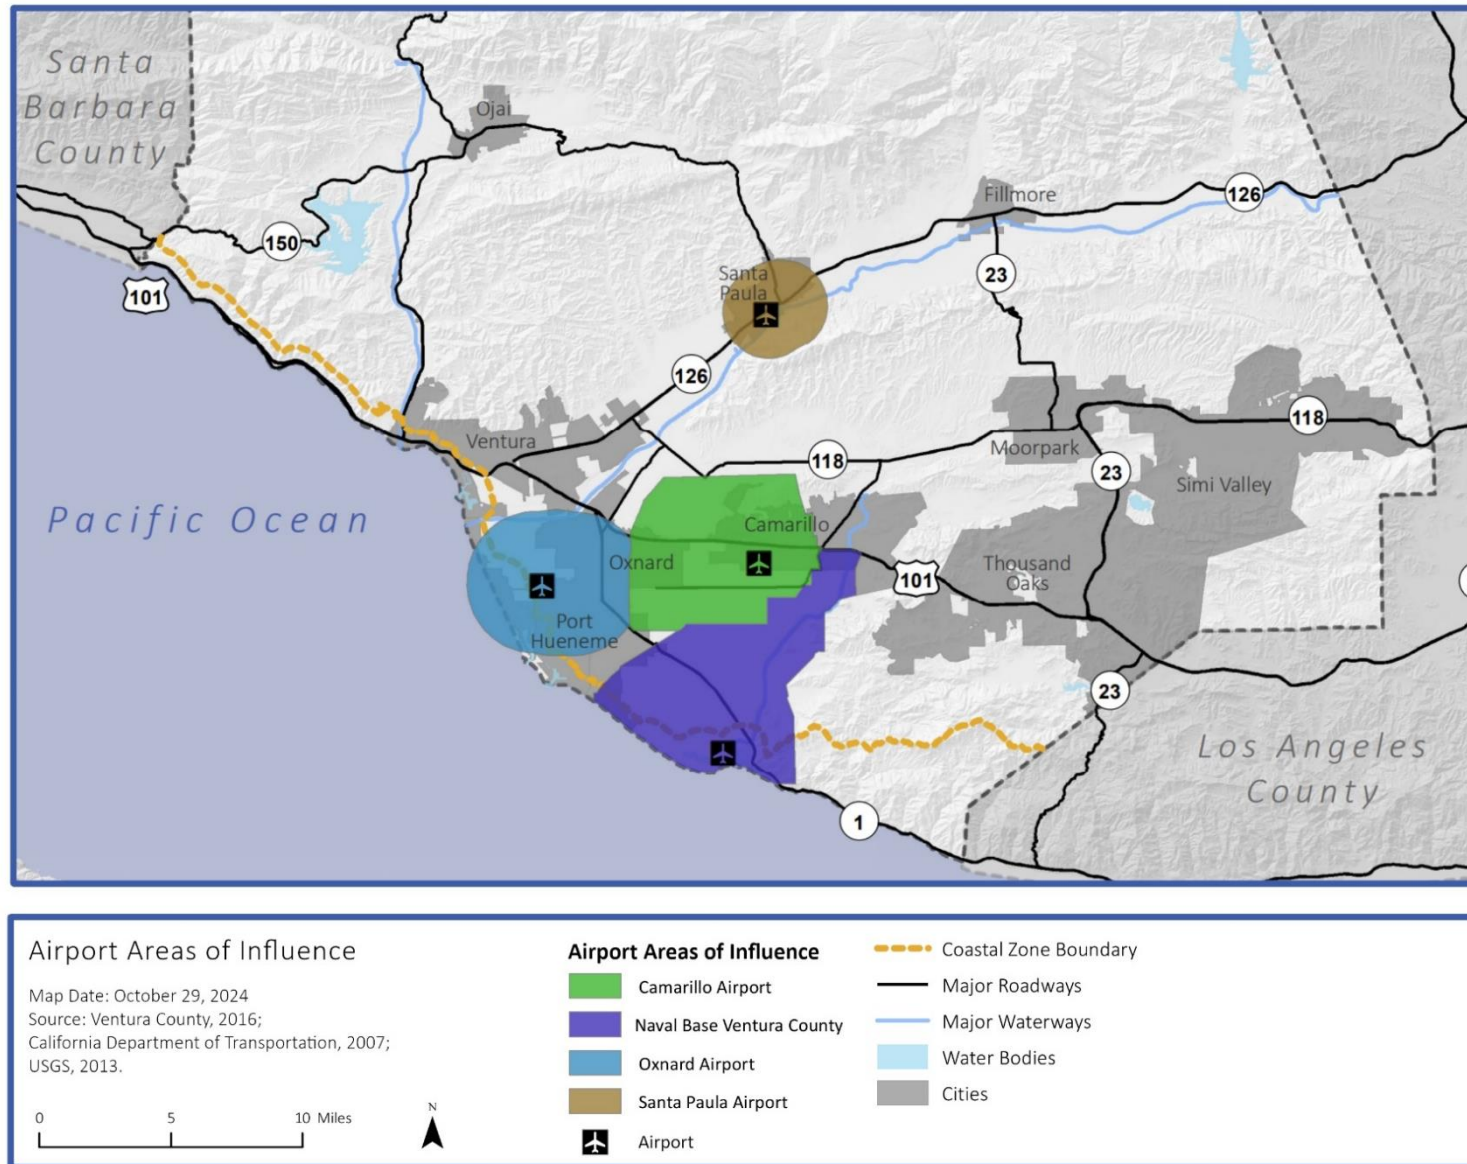 Santa
Barbara
County
Ojai
Fillmore
126
150
23
Santa
Paula
101
126
118
Ventura
118
Moorpark
23
Simi Valley
Pacific Ocean
Camarillo
Oxnard
101
Thousand
Oaks
Port
Hueneme
23
Los Angeles
County
1
Airport Areas of Influence
Map Date: October 29, 2024
Source: Ventura County, 2016;
California Department of Transportation, 2007;
USGS, 2013.
0 5 10 Miles
N
Airport Areas of Influence
Camarillo Airport
Naval Base Ventura County
Oxnard Airport
Santa Paula Airport
Airport
Coastal Zone Boundary
Major Roadways
Major Waterways
Water Bodies
Cities